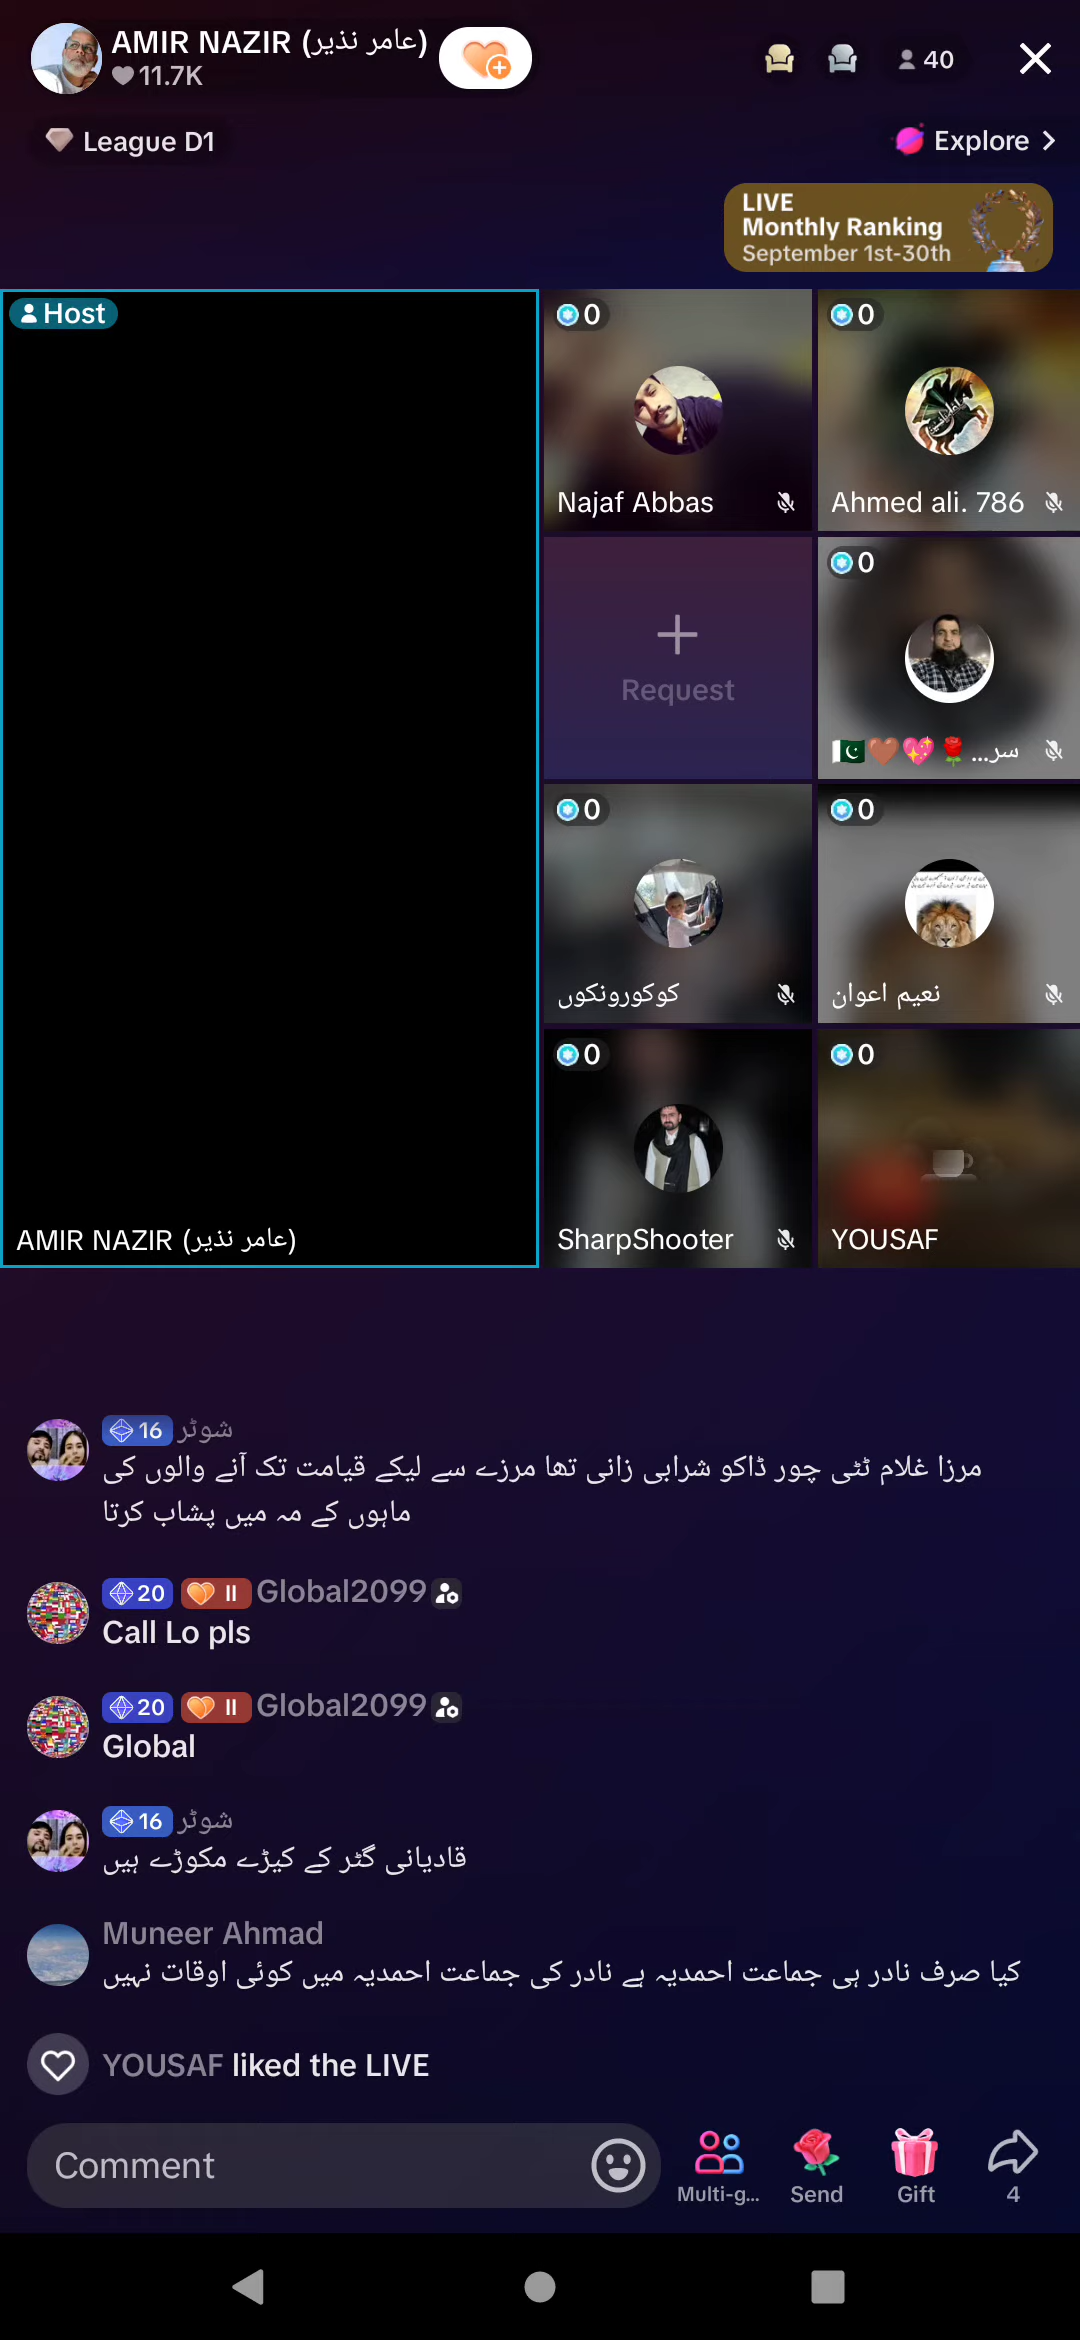 AMIR NAZIR (عامر نذیر)
11.7K
40
League D1
Explore
LIVE
Monthly Ranking
September 1st-30th
Host
AMIR NAZIR (عامر نذیر)
0
Najaf Abbas
0
Ahmed ali. 786
Request
0
سر...
0
کوکورونکوں
0
نعیم اعوان
0
SharpShooter
0
YOUSAF
16 شوٹر
مرزا غلام ٹٹی چور ڈاکو شرابی زانی تھا مرزے سے لیکے قیامت تک آنے والوں کی
ماہوں کے مہ میں پشاب کرتا
20 II Global2099
Call Lo pls
20 II Global2099
Global
16 شوٹر
قادیانی گٹر کے کیڑے مکوڑے ہیں
Muneer Ahmad
کیا صرف نادر ہی جماعت احمدیہ ہے نادر کی جماعت احمدیہ میں کوئی اوقات نہیں
YOUSAF liked the LIVE
Comment
Multi-g...
Send
Gift
4